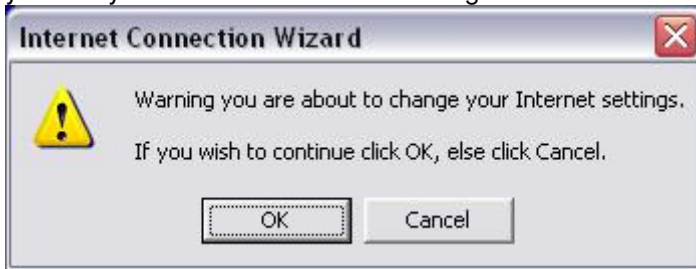 Internet Connection Wizard
Warning you are about to change your Internet settings.
If you wish to continue click OK, else click Cancel.
OK
Cancel